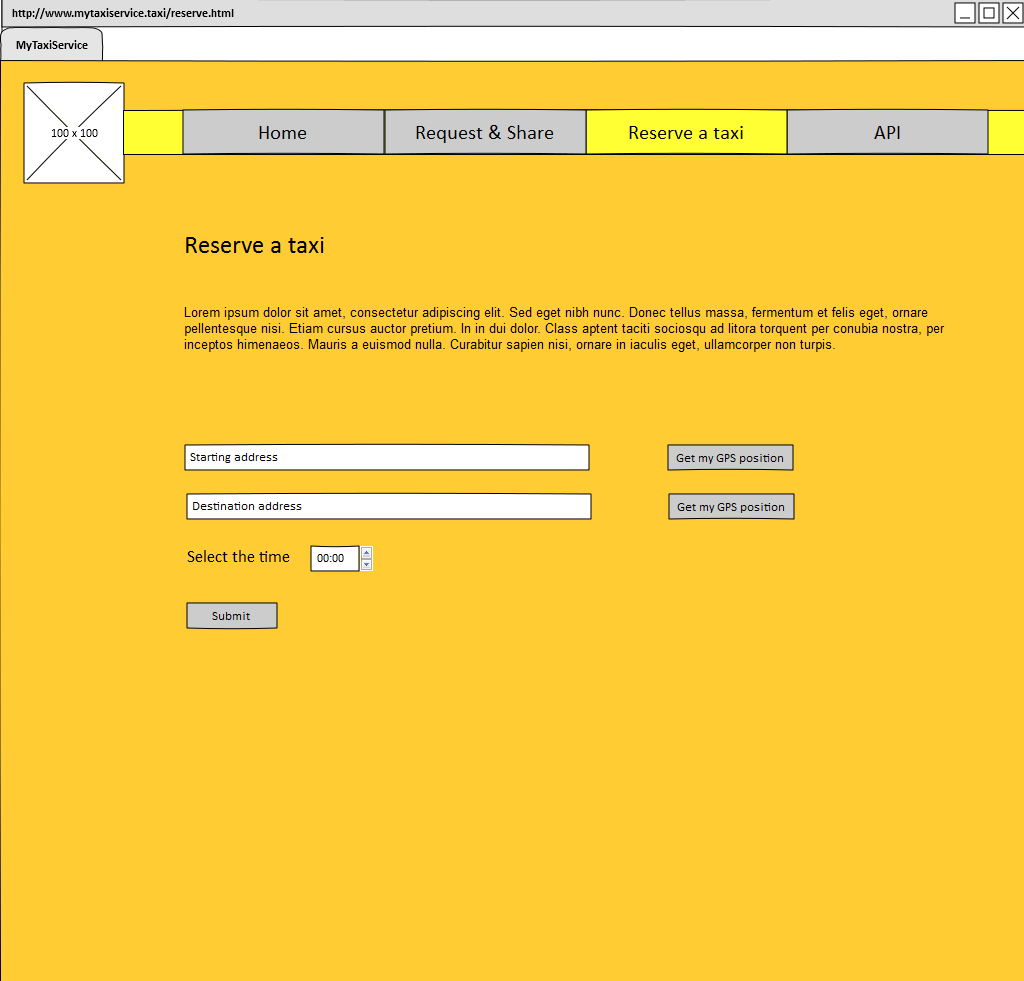 http://www.mytaxiservice.taxi/reserve.html
MyTaxiService
100 x 100
Home
Request & Share
Reserve a taxi
API
Reserve a taxi
Lorem ipsum dolor sit amet, consectetur adipiscing elit. Sed eget nibh nunc. Donec tellus massa, fermentum et felis eget, ornare
pellentesque nisi. Etiam cursus auctor pretium. In in dui dolor. Class aptent taciti sociosqu ad litora torquent per conubia nostra, per
inceptos himenaeos. Mauris a euismod nulla. Curabitur sapien nisi, ornare in iaculis eget, ullamcorper non turpis.
Starting address
Get my GPS position
Destination address
Get my GPS position
Select the time
00:00
Submit